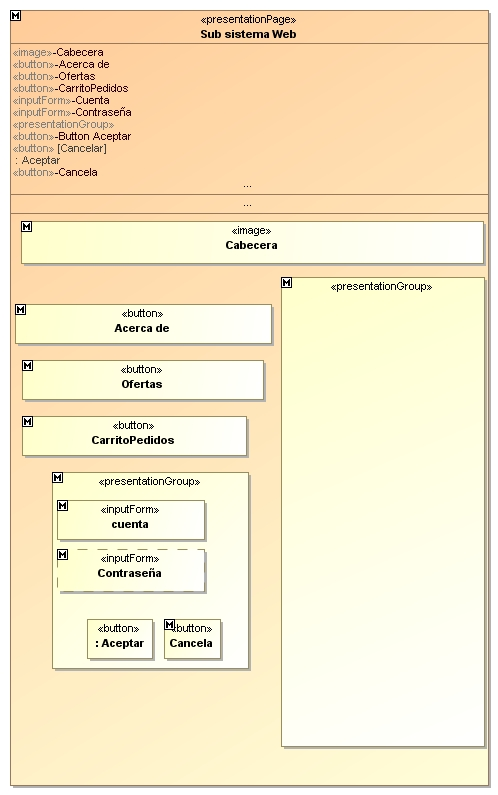 «presentationPage»
Sub sistema Web
«image»-Cabecera
«button»-Acerca de
«button»-Ofertas
«button»-CarritoPedidos
«inputForm»-Cuenta
«inputForm»-Contraseña
«presentationGroup»
«button»-Button Aceptar
«button» [Cancelar]
: Aceptar
«button»-Cancela
...
...
«image»
Cabecera
«presentationGroup»
«button»
Acerca de
«button»
Ofertas
«button»
CarritoPedidos
«presentationGroup»
«inputForm»
cuenta
«inputForm»
Contraseña
«button»
: Aceptar
«button»
Cancela